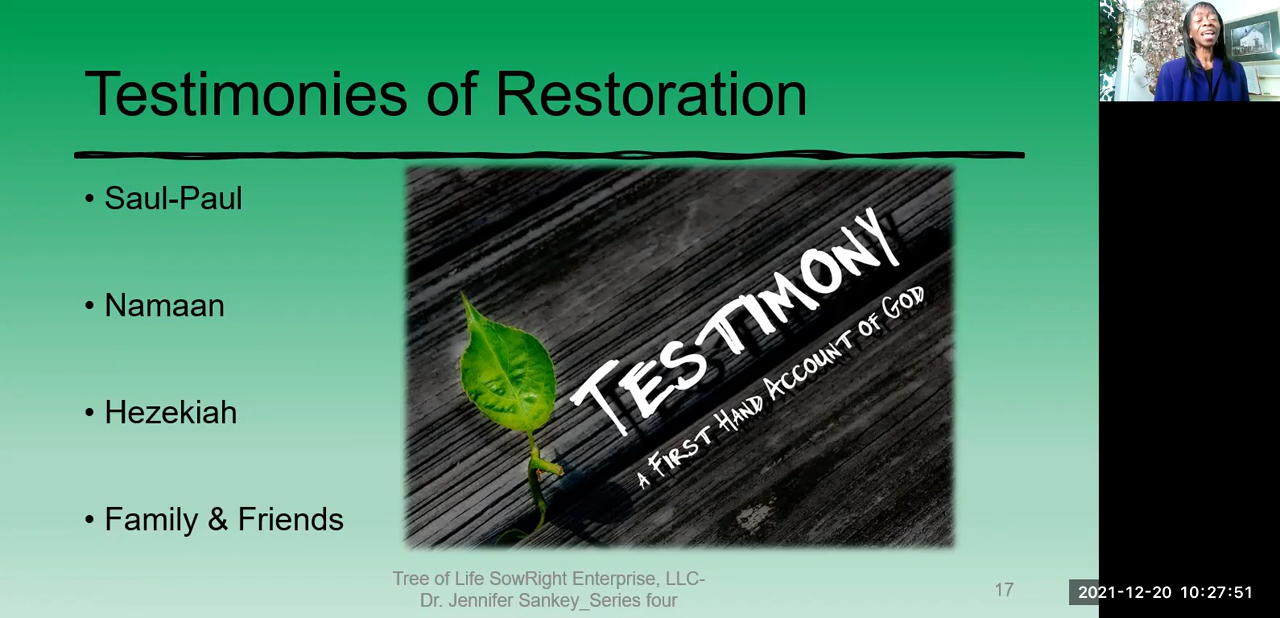 Testimonies of Restoration
• Saul-Paul
• Namaan
• Hezekiah
• Family & Friends
TESTIMONY
A FIRST HAND ACCOUNT OF GOD
Tree of Life SowRight Enterprise, LLC-
Dr. Jennifer Sankey_Series four
17
2021-12-20 10:27:51